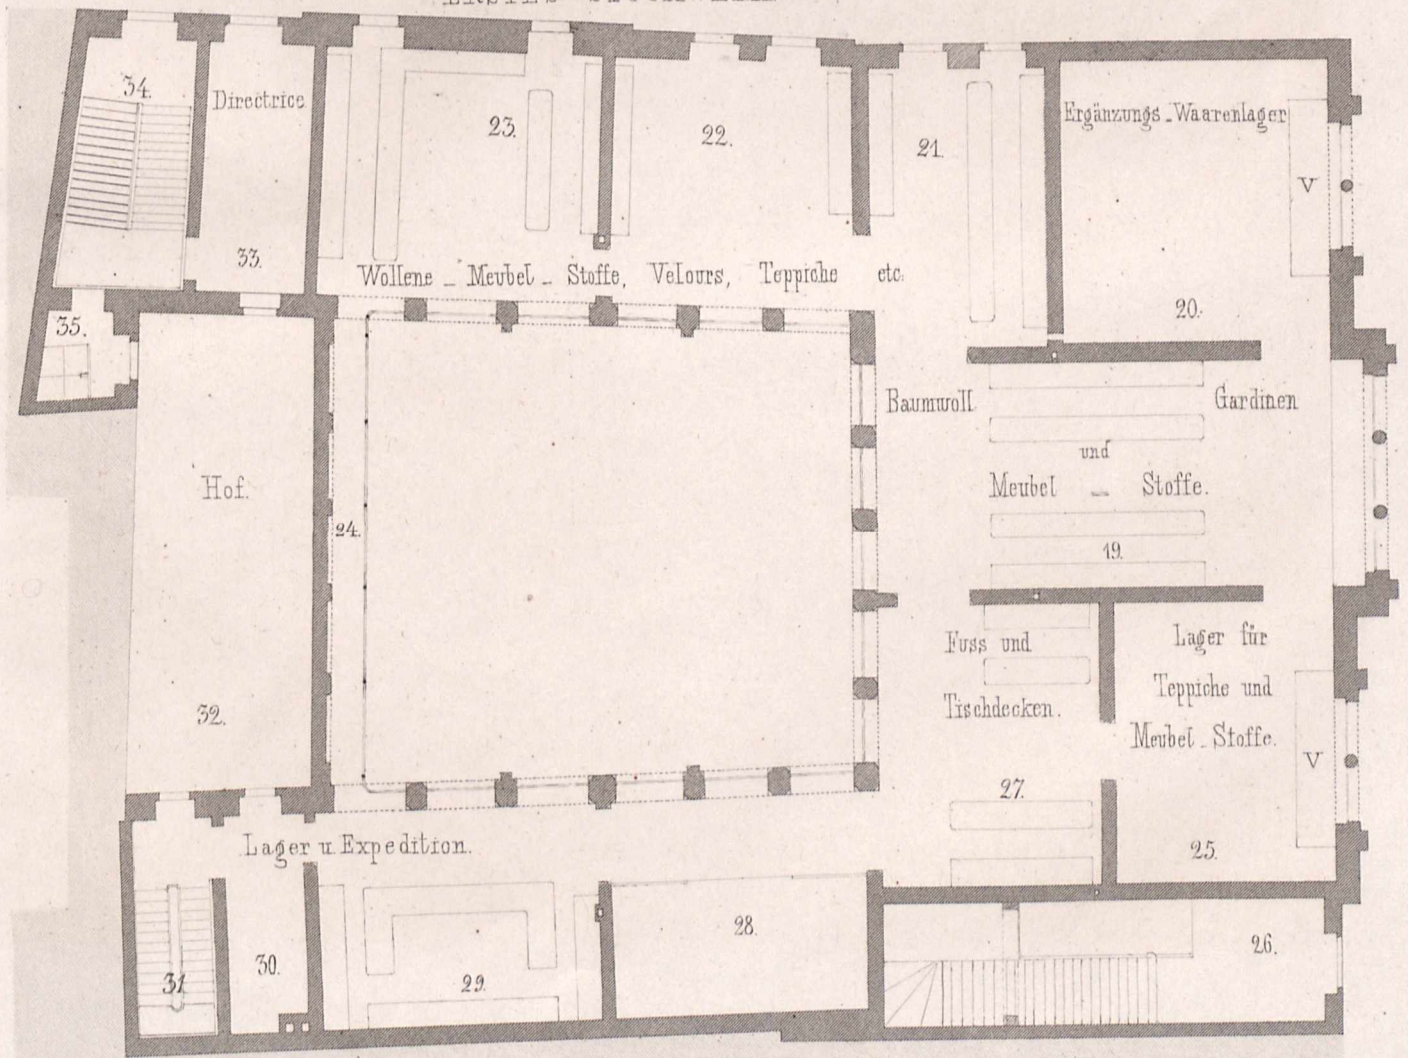 34.
Directrice
23.
22.
21.
Ergänzungs_Waarenlager
V
33.
Wollene _ Meubel _ Stoffe, Velours, Teppiche etc.
20.
35.
Baumwoll
Gardinen
und
Meubel _ Stoffe.
Hof.
24.
19.
Fuss und
Tischdecken.
Lager für
Teppiche und
Meubel_Stoffe.
V
32.
27.
25.
Lager u. Expedition.
28.
26.
30.
31
29.